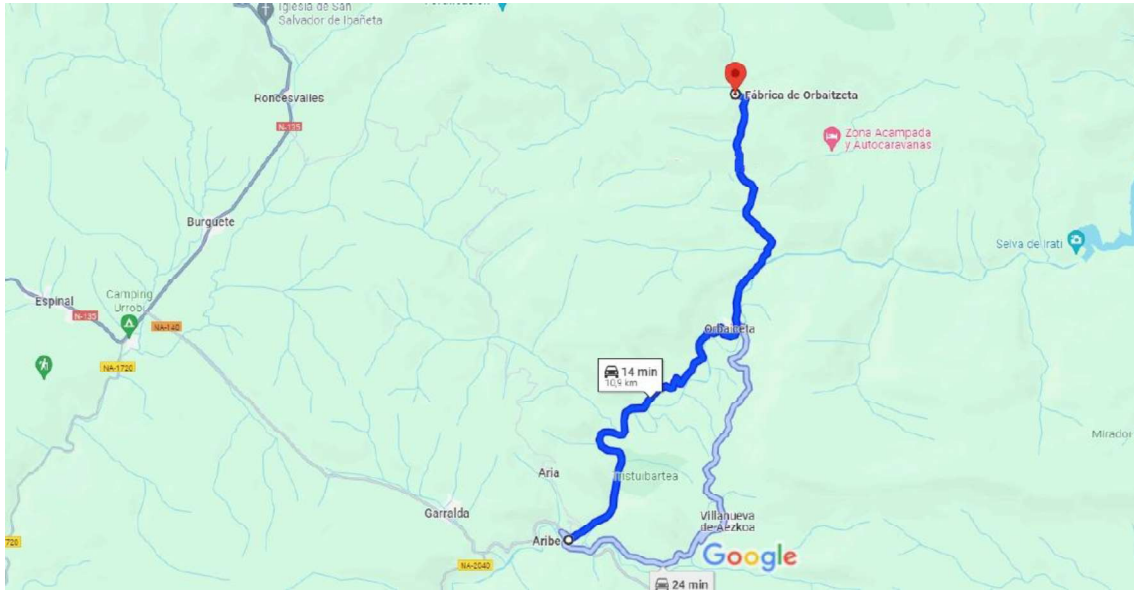 Iglesia de San
Salvador de Ibañeta
Roncesvalles
N-135
Fábrica de Orbaitzeta
Zona Acampada
y Autocaravanas
Burguete
Selva de Irati
Espinal
N-135
Camping
Urrobi
NA-140
NA-1720
Orbaitzeta
14 min
10,9 km
Mirador
Aria
Garralda
Villanueva
de Aezkoa
Aribe
720
NA-2040
Google
24 min